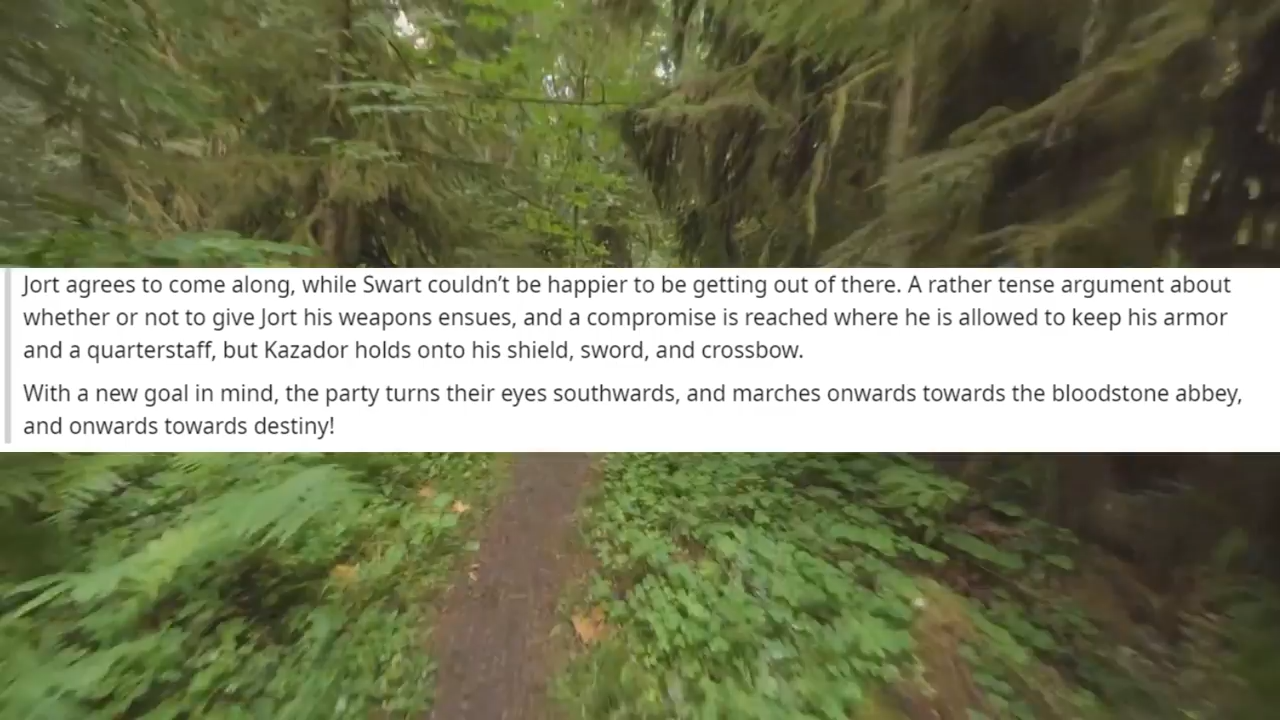 Jort agrees to come along, while Swart couldn’t be happier to be getting out of there. A rather tense argument about
whether or not to give Jort his weapons ensues, and a compromise is reached where he is allowed to keep his armor
and a quarterstaff, but Kazador holds onto his shield, sword, and crossbow.
With a new goal in mind, the party turns their eyes southwards, and marches onwards towards the bloodstone abbey,
and onwards towards destiny!